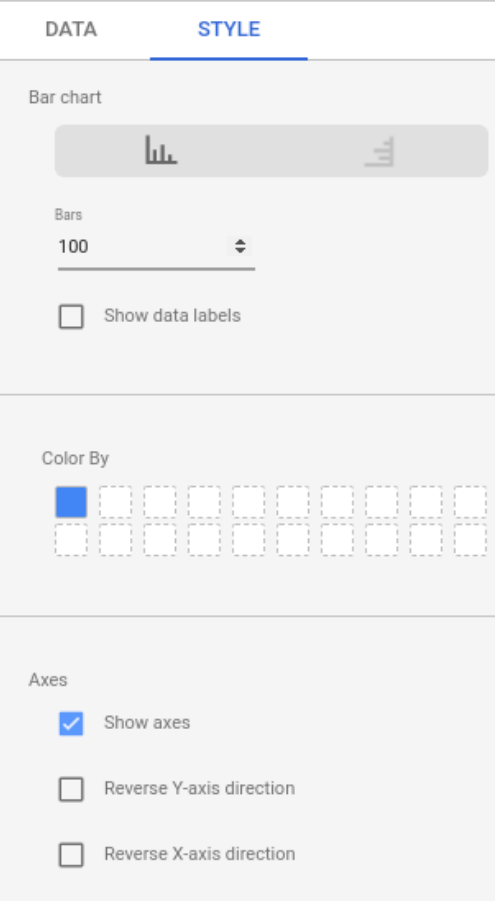 DATA STYLE
Bar chart
Bars
100
Show data labels
Color By
Axes
Show axes
Reverse Y-axis direction
Reverse X-axis direction